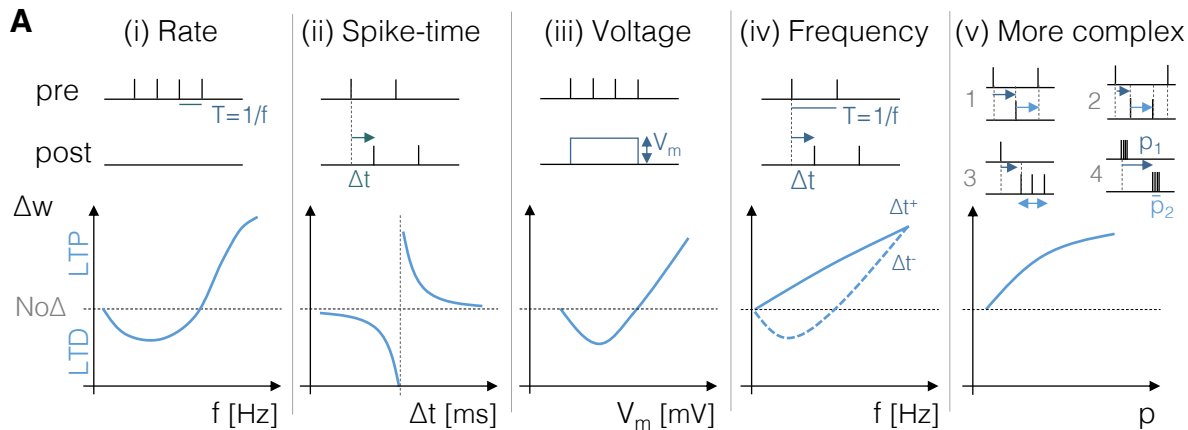 A
(i) Rate
(ii) Spike-time
(iii) Voltage
(iv) Frequency
(v) More complex
pre
T=1/f
T=1/f
1
2
post
Vₘ
Δt
Δt
3
4
p₁
p̄₂
Δw
LTP
NoΔ
LTD
Δt⁺
Δt⁻
f [Hz]
Δt [ms]
Vₘ [mV]
f [Hz]
p